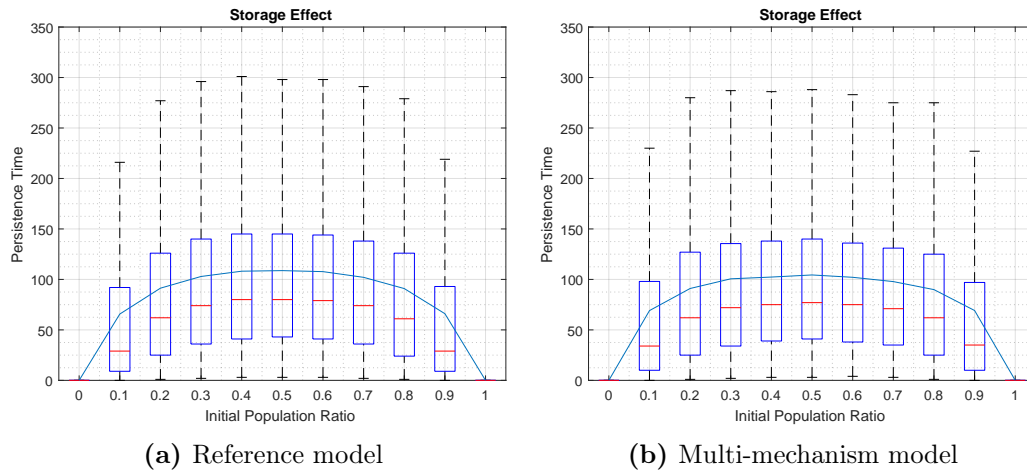 Storage Effect
350
300
250
200
150
100
50
0
Persistence Time
0 0.1 0.2 0.3 0.4 0.5 0.6 0.7 0.8 0.9 1
Initial Population Ratio
(a) Reference model
Storage Effect
350
300
250
200
150
100
50
0
Persistence Time
0 0.1 0.2 0.3 0.4 0.5 0.6 0.7 0.8 0.9 1
Initial Population Ratio
(b) Multi-mechanism model